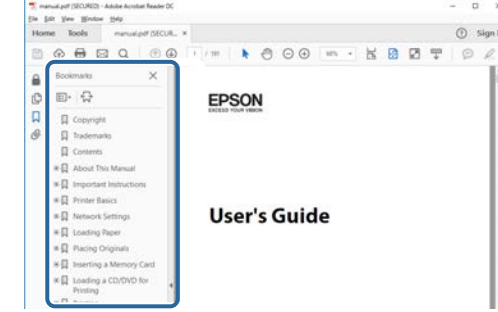 manual.pdf (SECURED) - Adobe Acrobat Reader DC
File Edit View Window Help
Home Tools manual.pdf (SECUR... ×
Sign I
1 / 191
Bookmarks
Copyright
Trademarks
Contents
About This Manual
Important Instructions
Printer Basics
Network Settings
Loading Paper
Placing Originals
Inserting a Memory Card
Loading a CD/DVD for
Printing
EPSON
EXCEED YOUR VISION
User's Guide